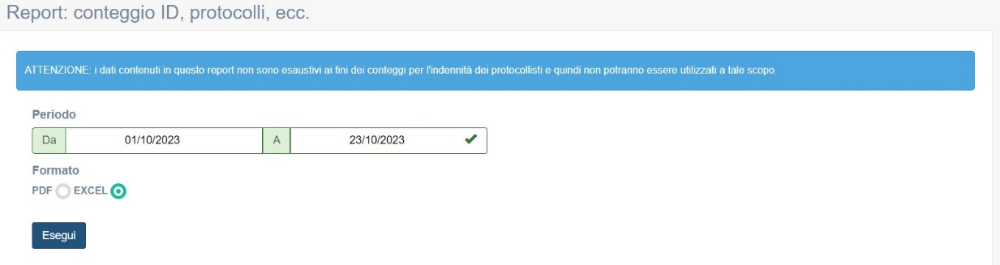 Report: conteggio ID, protocolli, ecc.
ATTENZIONE: i dati contenuti in questo report non sono esaustivi ai fini dei conteggi per l'indennità dei protocollisti e quindi non potranno essere utilizzati a tale scopo.
Periodo
Da 01/10/2023 A 23/10/2023
Formato
PDF EXCEL
Esegui